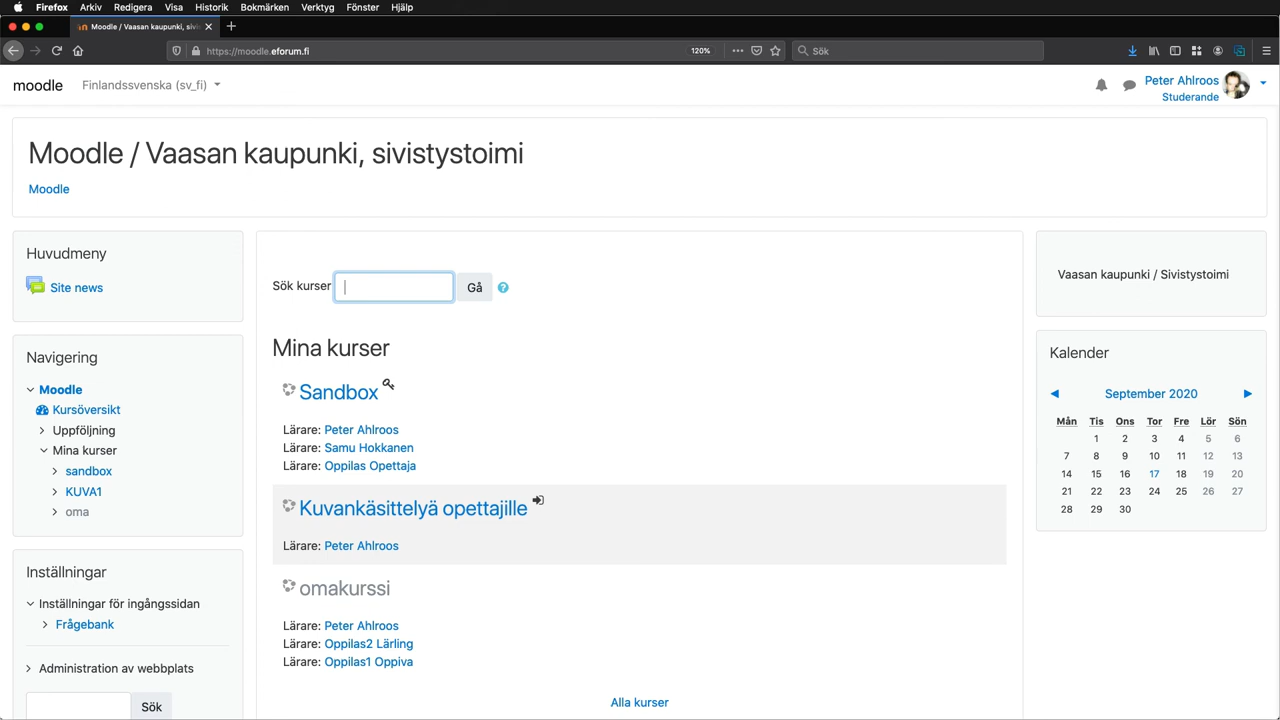 Firefox Arkiv Redigera Visa Historik Bokmärken Verktyg Fönster Hjälp
Moodle / Vaasan kaupunki, sivi
https://moodle.eforum.fi
120%
Sök
moodle
Finlandssvenska (sv_fi)
Peter Ahlroos
Studerande
Moodle / Vaasan kaupunki, sivistystoimi
Moodle
Huvudmeny
Site news
Navigering
Moodle
Kursöversikt
Uppföljning
Mina kurser
sandbox
KUVA1
oma
Inställningar
Inställningar för ingångssidan
Frågebank
Administration av webbplats
Sök
Sök kurser
Gå
Mina kurser
Sandbox
Lärare: Peter Ahlroos
Lärare: Samu Hokkanen
Lärare: Oppilas Opettaja
Kuvankäsittelyä opettajille
Lärare: Peter Ahlroos
omakurssi
Lärare: Peter Ahlroos
Lärare: Oppilas2 Lärling
Lärare: Oppilas1 Oppiva
Alla kurser
Vaasan kaupunki / Sivistystoimi
Kalender
◀ September 2020 ▶
Mån Tis Ons Tor Fre Lör Sön
1 2 3 4 5 6
7 8 9 10 11 12 13
14 15 16 17 18 19 20
21 22 23 24 25 26 27
28 29 30